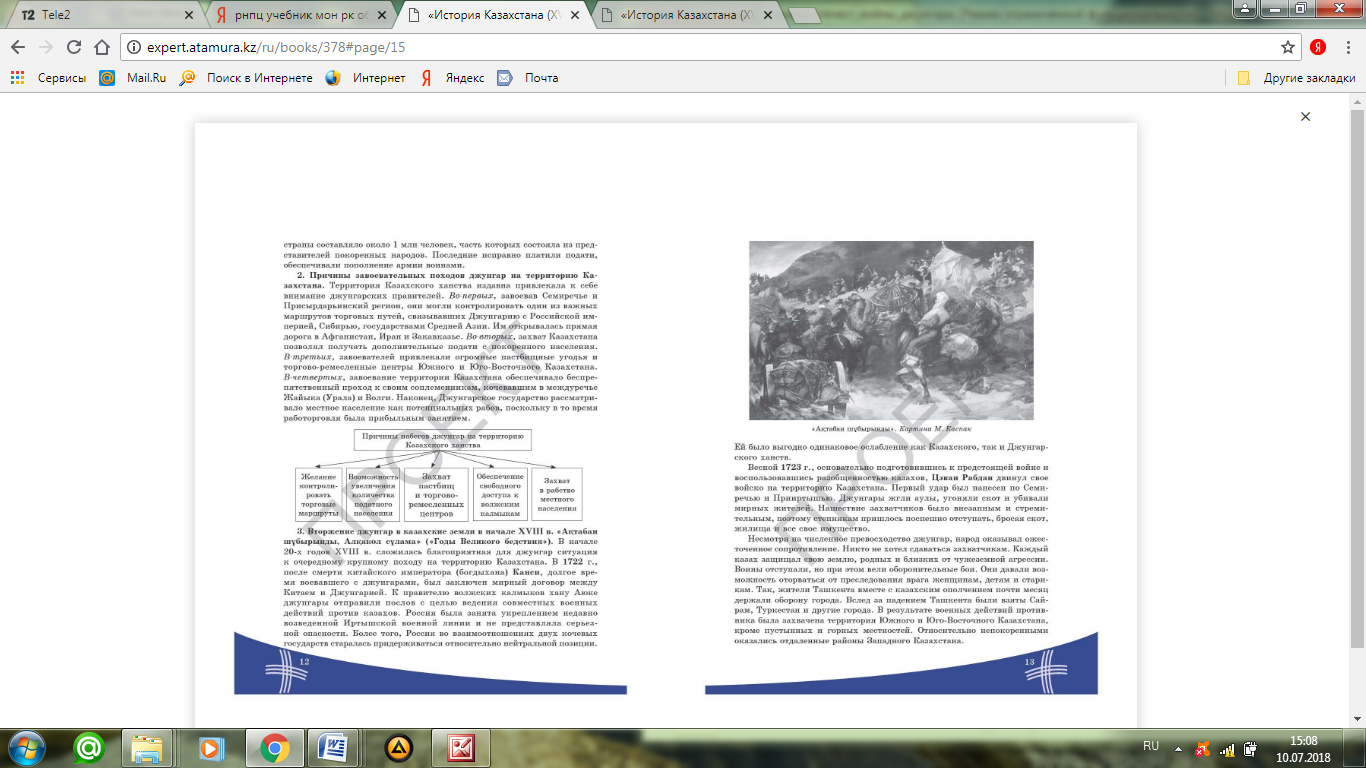 Tele2
рнпц учебник мон рк об
«История Казахстана (XV
«История Казахстана (XV
expert.atamura.kz/ru/books/378#page/15
Сервисы
Mail.Ru
Поиск в Интернете
Интернет
Яндекс
Почта
Другие закладки
страны составляло около 1 млн человек, часть которых состояла из пред-
ставителей покоренных народов. Последние исправно платили подати,
обеспечивали пополнение армии воинами.
2. Причины завоевательных походов джунгар на территорию Ка-
захстана. Территория Казахского ханства издавна привлекала к себе
внимание джунгарских правителей. Во-первых, завоевав Семиречье и
Присырдарьинский регион, они могли контролировать один из важных
маршрутов торговых путей, связывавших Джунгарию с Российской им-
перией, Сибирью, государствами Средней Азии. Им открывалась прямая
дорога в Афганистан, Иран и Закавказье. Во-вторых, захват Казахстана
позволял получать дополнительные подати с покоренного населения.
В-третьих, завоевателей привлекали огромные пастбищные угодья и
торгово-ремесленные центры Южного и Юго-Восточного Казахстана.
В-четвертых, завоевание территории Казахстана обеспечивало беспре-
пятственный проход к своим соплеменникам, кочевавшим в междуречье
Жайыка (Урала) и Волги. Наконец, Джунгарское государство рассматри-
вало местное население как потенциальных рабов, поскольку в то время
работорговля была прибыльным занятием.
Причины набегов джунгар на территорию
Казахского ханства
Желание
контроли-
ровать
торговые
маршруты
Возможность
увеличения
количества
податного
населения
Захват
пастбищ
и торгово-
ремесленных
центров
Обеспечение
свободного
доступа к
волжским
калмыкам
Захват
в рабство
местного
населения
3. Вторжение джунгар в казахские земли в начале XVIII в. «Ақтабан
шұбырынды, Алқакөл сұлама» («Годы Великого бедствия»). В начале
20-х годов XVIII в. сложилась благоприятная для джунгар ситуация
к очередному крупному походу на территорию Казахстана. В 1722 г.,
после смерти китайского императора (богдыхана) Канси, долгое вре-
мя воевавшего с джунгарами, был заключен мирный договор между
Китаем и Джунгарией. К правителю волжских калмыков хану Аюке
джунгары отправили послов с целью ведения совместных военных
действий против казахов. Россия была занята укреплением недавно
возведенной Иртышской военной линии и не представляла серьез-
ной опасности. Более того, Россия во взаимоотношениях двух кочевых
государств старалась придерживаться относительно нейтральной позиции.
12
ПРОЕКТ
«Ақтабан шұбырынды». Картина М. Каспак
Ей было выгодно одинаковое ослабление как Казахского, так и Джунгар-
ского ханств.
Весной 1723 г., основательно подготовившись к предстоящей войне и
воспользовавшись разобщенностью казахов, Цэван Рабдан двинул свое
войско на территорию Казахстана. Первый удар был нанесен по Семи-
речью и Прииртышью. Джунгары жгли аулы, угоняли скот и убивали
мирных жителей. Нашествие захватчиков было внезапным и стреми-
тельным, поэтому степнякам пришлось поспешно отступать, бросая скот,
жилища и все свое имущество.
Несмотря на численное превосходство джунгар, народ оказывал ожес-
точенное сопротивление. Никто не хотел сдаваться захватчикам. Каждый
казах защищал свою землю, родных и близких от чужеземной агрессии.
Воины отступали, но при этом вели оборонительные бои. Они давали воз-
можность оторваться от преследования врага женщинам, детям и стари-
кам. Так, жители Ташкента вместе с казахским ополчением почти месяц
держали оборону города. Вслед за падением Ташкента были взяты Сай-
рам, Туркестан и другие города. В результате военных действий против-
ника была захвачена территория Южного и Юго-Восточного Казахстана,
кроме пустынных и горных местностей. Относительно непокоренными
оказались отдаленные районы Западного Казахстана.
13
ПРОЕКТ
RU
15:08
10.07.2018